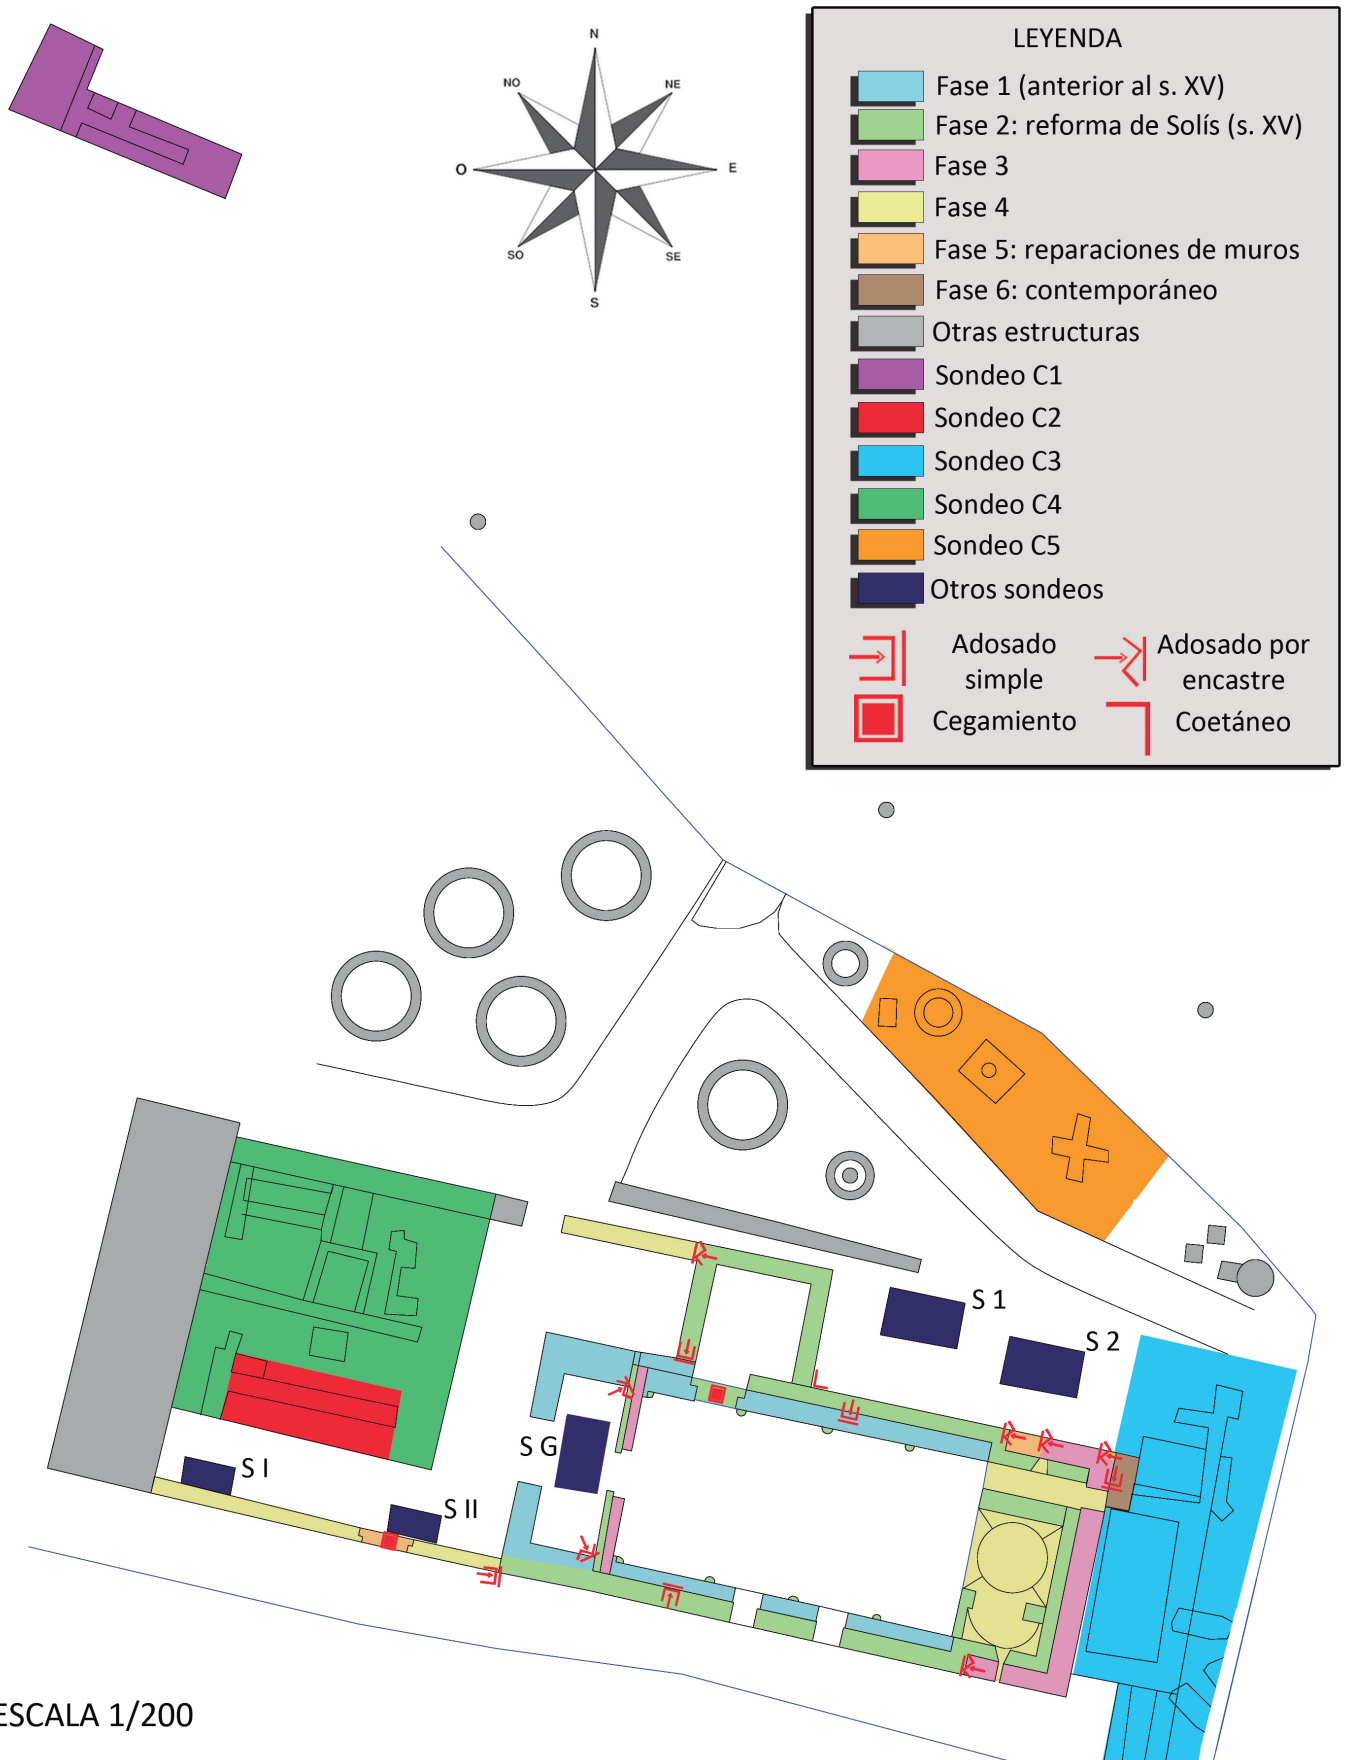 N
NO
NE
O
E
SO
SE
S
LEYENDA
Fase 1 (anterior al s. XV)
Fase 2: reforma de Solís (s. XV)
Fase 3
Fase 4
Fase 5: reparaciones de muros
Fase 6: contemporáneo
Otras estructuras
Sondeo C1
Sondeo C2
Sondeo C3
Sondeo C4
Sondeo C5
Otros sondeos
Adosado
simple
Adosado por
encastre
Cegamiento
Coetáneo
S 1
S 2
S G
S I
S II
ESCALA 1/200